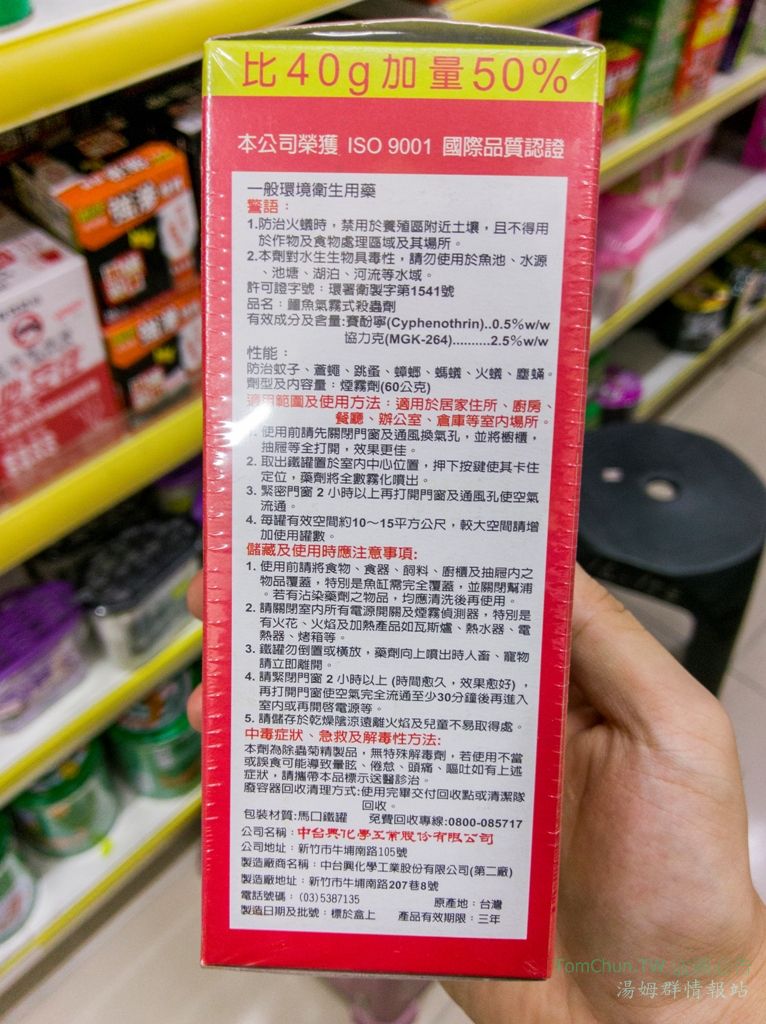 比40g加量50%
本公司榮獲 ISO 9001 國際品質認證
一般環境衛生用藥
警語：
1.防治火蟻時，禁用於養殖區附近土壤，且不得用
於作物及食物處理區域及其場所。
2.本劑對水生生物具毒性，請勿使用於魚池、水源
、池塘、湖泊、河流等水域。
許可證字號：環署衛製字第1541號
品名：鱷魚氣霧式殺蟲劑
有效成分及含量:賽酚寧(Cyphenothrin)..0.5%w/w
協力克(MGK-264)..........2.5%w/w
性能：
防治蚊子、蒼蠅、跳蚤、蟑螂、螞蟻、火蟻、塵蟎。
劑型及內容量：煙霧劑(60公克)
適用範圍及使用方法：適用於居家住所、廚房、
餐廳、辦公室、倉庫等室內場所。
1. 使用前請先關閉門窗及通風換氣孔，並將櫥櫃，
抽屜等全打開，效果更佳。
2. 取出鐵罐置於室內中心位置，押下按鍵使其卡住
定位，藥劑將全數霧化噴出。
3. 緊密門窗２小時以上再打開門窗及通風孔使空氣
流通。
4. 每罐有效空間約10～15平方公尺，較大空間請增
加使用罐數。
儲藏及使用時應注意事項:
1. 使用前請將食物、食器、飼料、廚櫃及抽屜內之
物品覆蓋，特別是魚缸需完全覆蓋，並關閉幫浦
。若有沾染藥劑之物品，均應清洗後再使用。
2. 請關閉室內所有電源開關及煙霧偵測器，特別是
有火花、火焰及加熱產品如瓦斯爐、熱水器、電
熱器、烤箱等。
3. 鐵罐勿倒置或橫放，藥劑向上噴出時人畜、寵物
請立即離開。
4. 請緊閉門窗２小時以上 (時間愈久，效果愈好)，
再打開門窗使空氣完全流通至少30分鐘後再進入
室內或再開啓電源等。
5. 請儲存於乾燥陰涼遠離火焰及兒童不易取得處。
中毒症狀、急救及解毒性方法:
本劑為除蟲菊精製品，無特殊解毒劑，若使用不當
或誤食可能導致暈眩、倦怠、頭痛、嘔吐如有上述
症狀，請攜帶本品標示送醫診治。
廢容器回收清理方式:使用完畢交付回收點或清潔隊
回收。
包裝材質:馬口鐵罐 免費回收專線:0800-085717
公司名稱：中台興化學工業股份有限公司
公司地址：新竹市牛埔南路105號
製造廠商名稱：中台興化學工業股份有限公司(第二廠)
製造廠地址：新竹市牛埔南路207巷8號
電話號碼：(03)5387135 原產地：台灣
製造日期及批號：標於盒上 產品有效期限：三年
TomChun.TW
湯姆群情報站